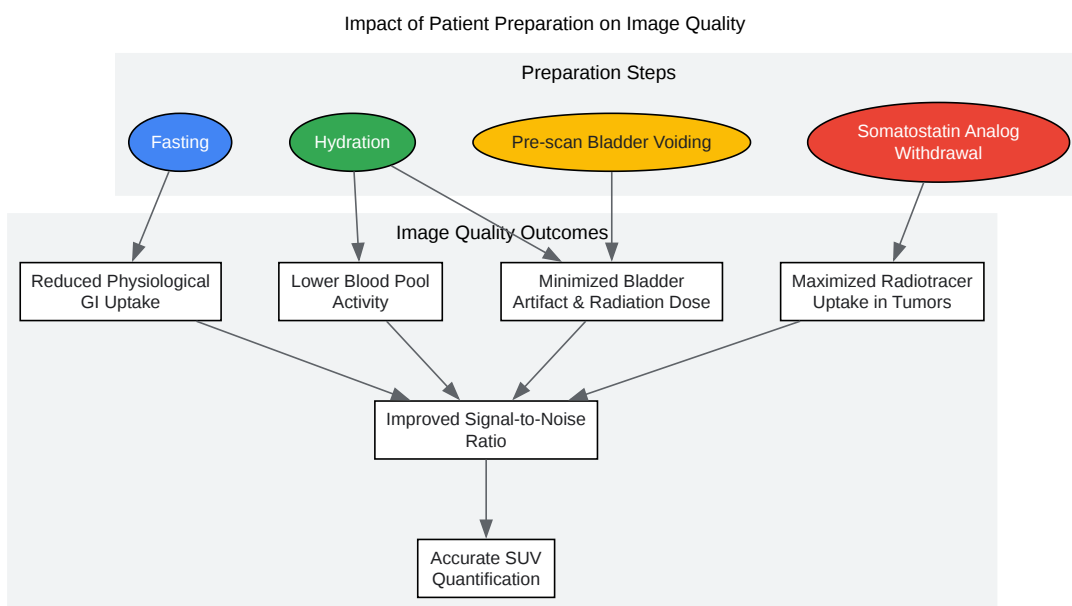 Impact of Patient Preparation on Image Quality
Preparation Steps
Fasting
Hydration
Pre-scan Bladder Voiding
Somatostatin Analog
Withdrawal
Image Quality Outcomes
Reduced Physiological
GI Uptake
Lower Blood Pool
Activity
Minimized Bladder
Artifact & Radiation Dose
Maximized Radiotracer
Uptake in Tumors
Improved Signal-to-Noise
Ratio
Accurate SUV
Quantification